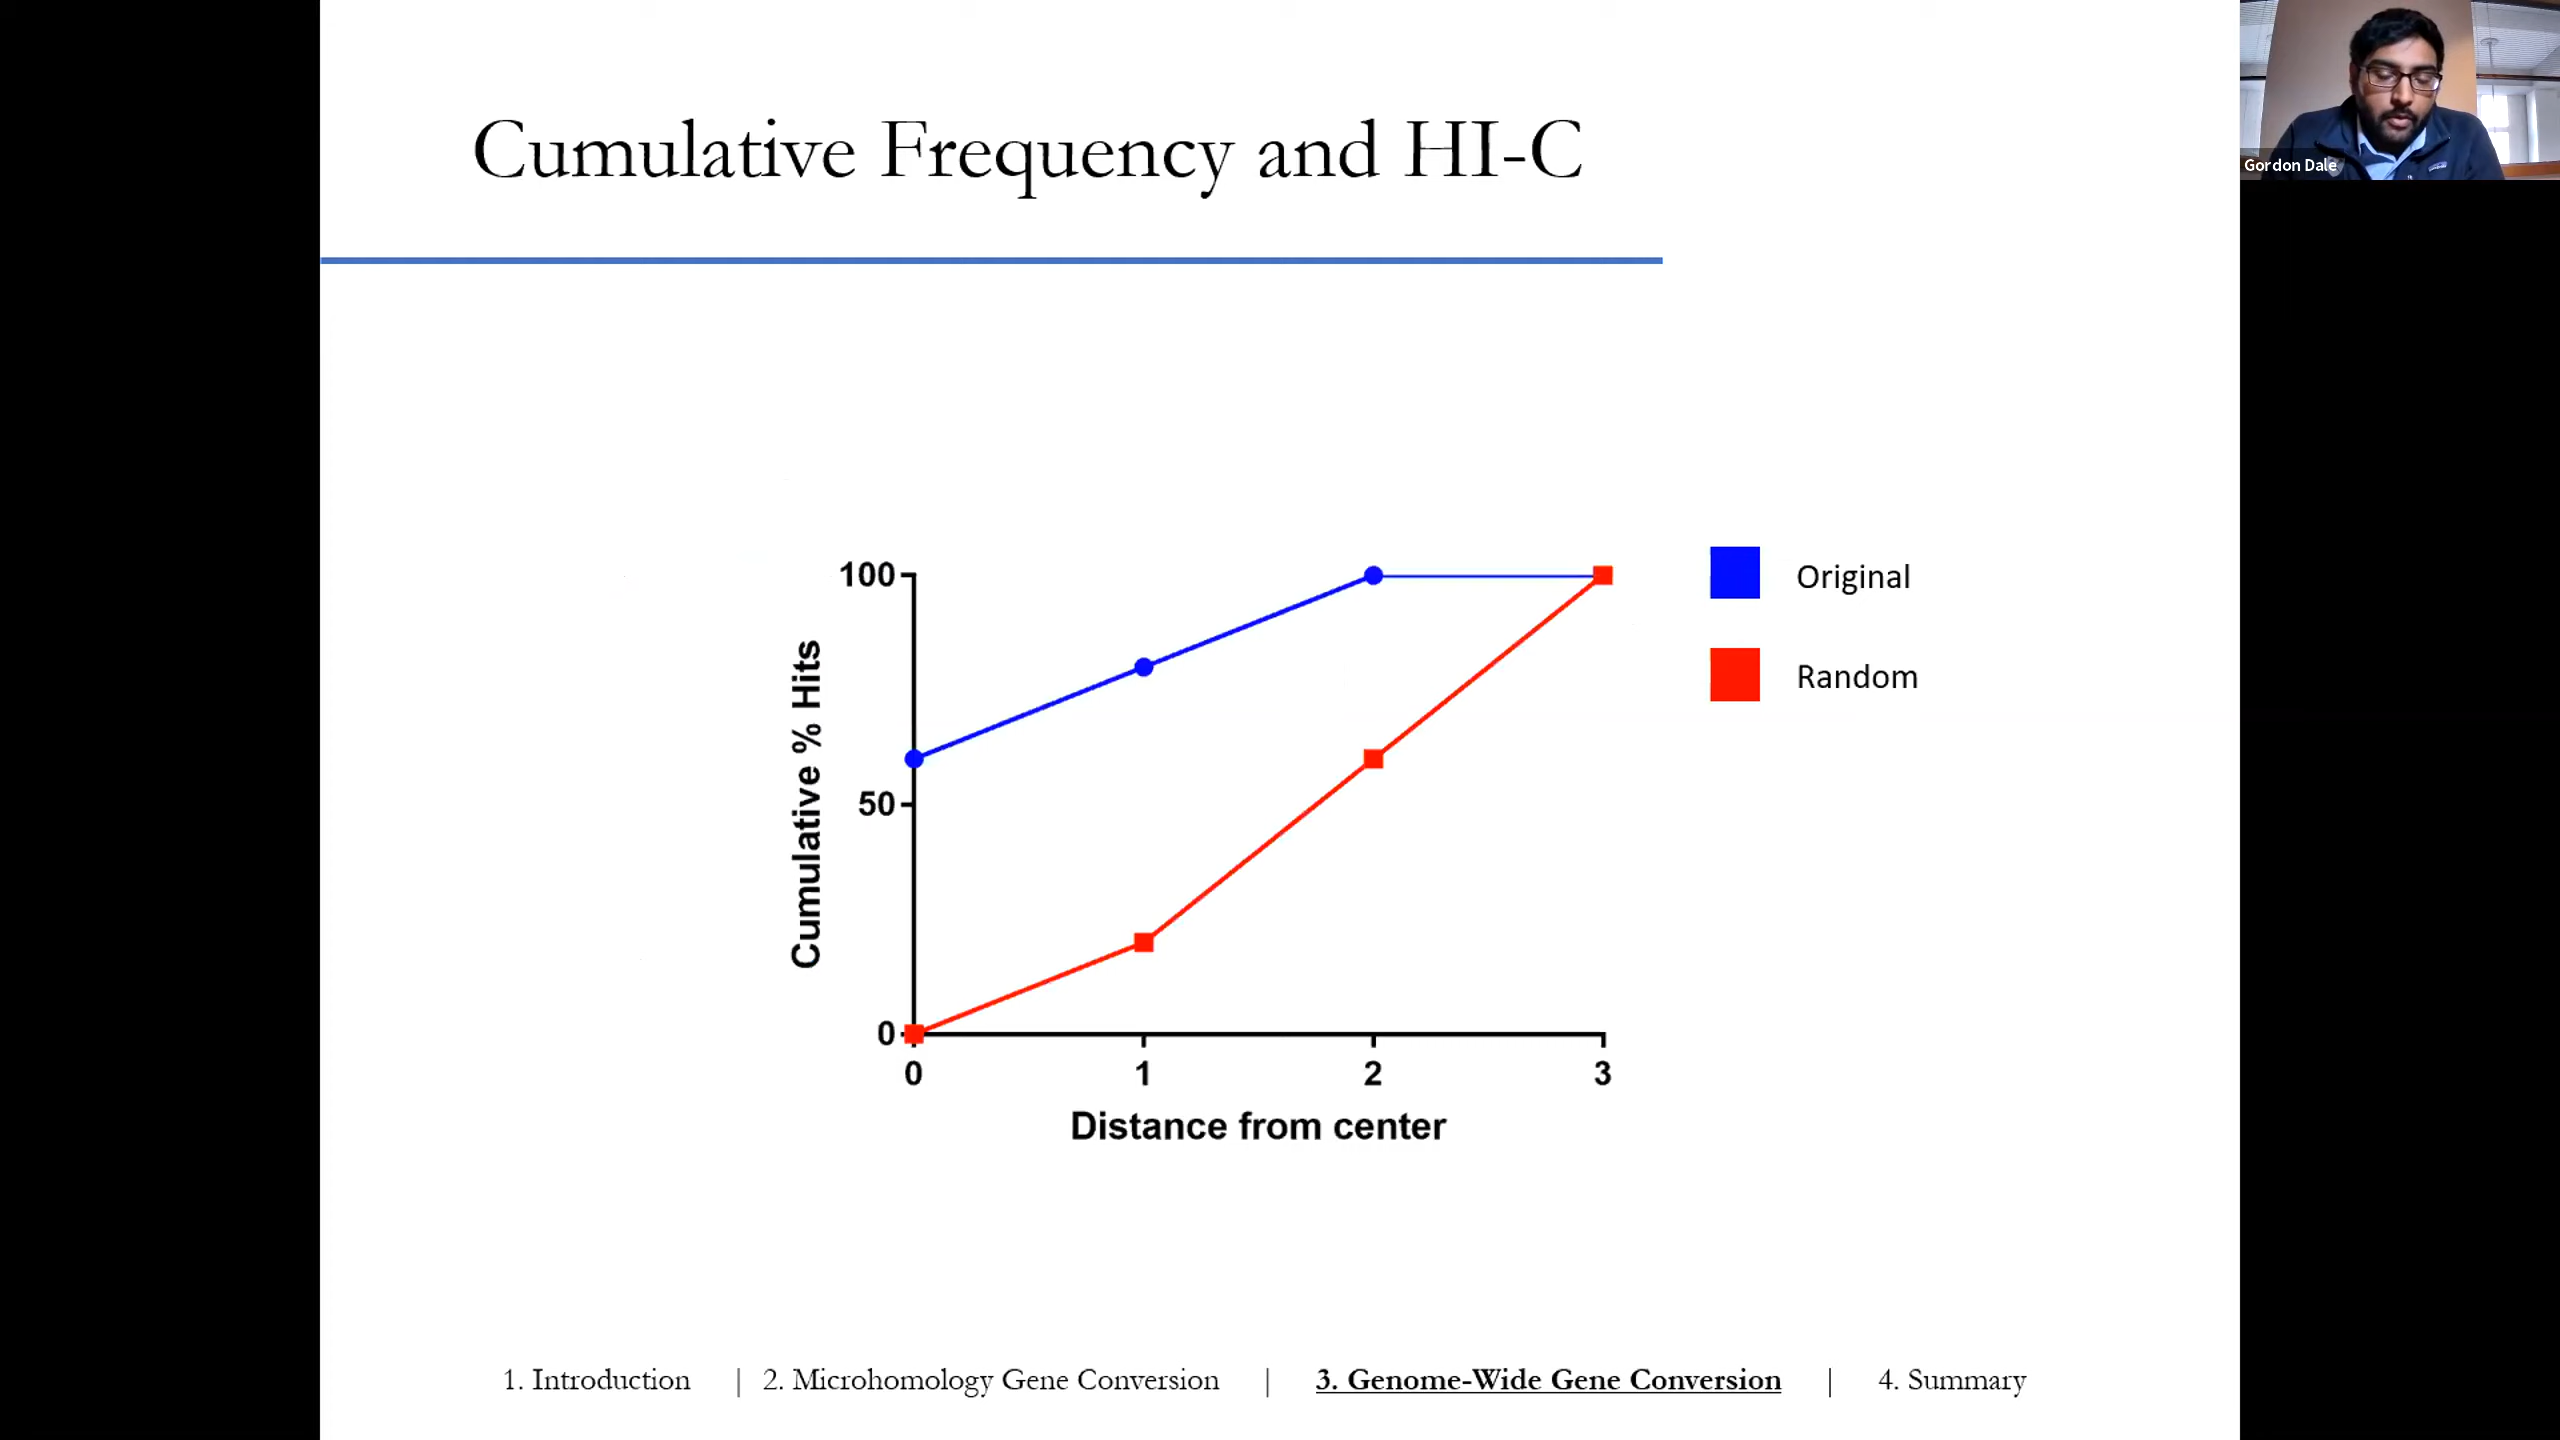 Cumulative Frequency and HI-C
Gordon Dale
100
50
0
Cumulative % Hits
0 1 2 3
Distance from center
Original
Random
1. Introduction | 2. Microhomology Gene Conversion | 3. Genome-Wide Gene Conversion | 4. Summary